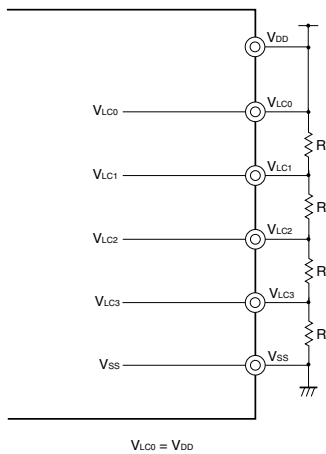 VDD
VLC0 VLC0
R
VLC1 VLC1
R
VLC2 VLC2
R
VLC3 VLC3
R
VSS VSS
VLC0 = VDD